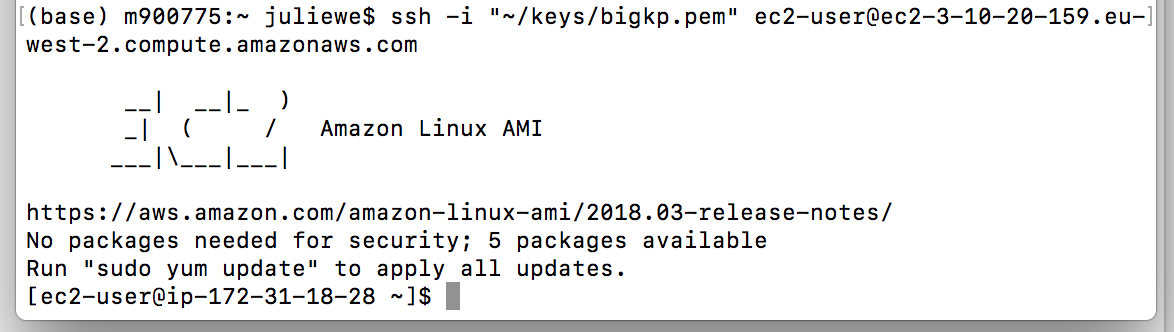 [(base) m900775:~ juliewe$ ssh -i "~/keys/bigkp.pem" ec2-user@ec2-3-10-20-159.eu-]
west-2.compute.amazonaws.com

       __|  __|_  )
       _|  (     /   Amazon Linux AMI
      ___|\___|___|

https://aws.amazon.com/amazon-linux-ami/2018.03-release-notes/
No packages needed for security; 5 packages available
Run "sudo yum update" to apply all updates.
[ec2-user@ip-172-31-18-28 ~]$